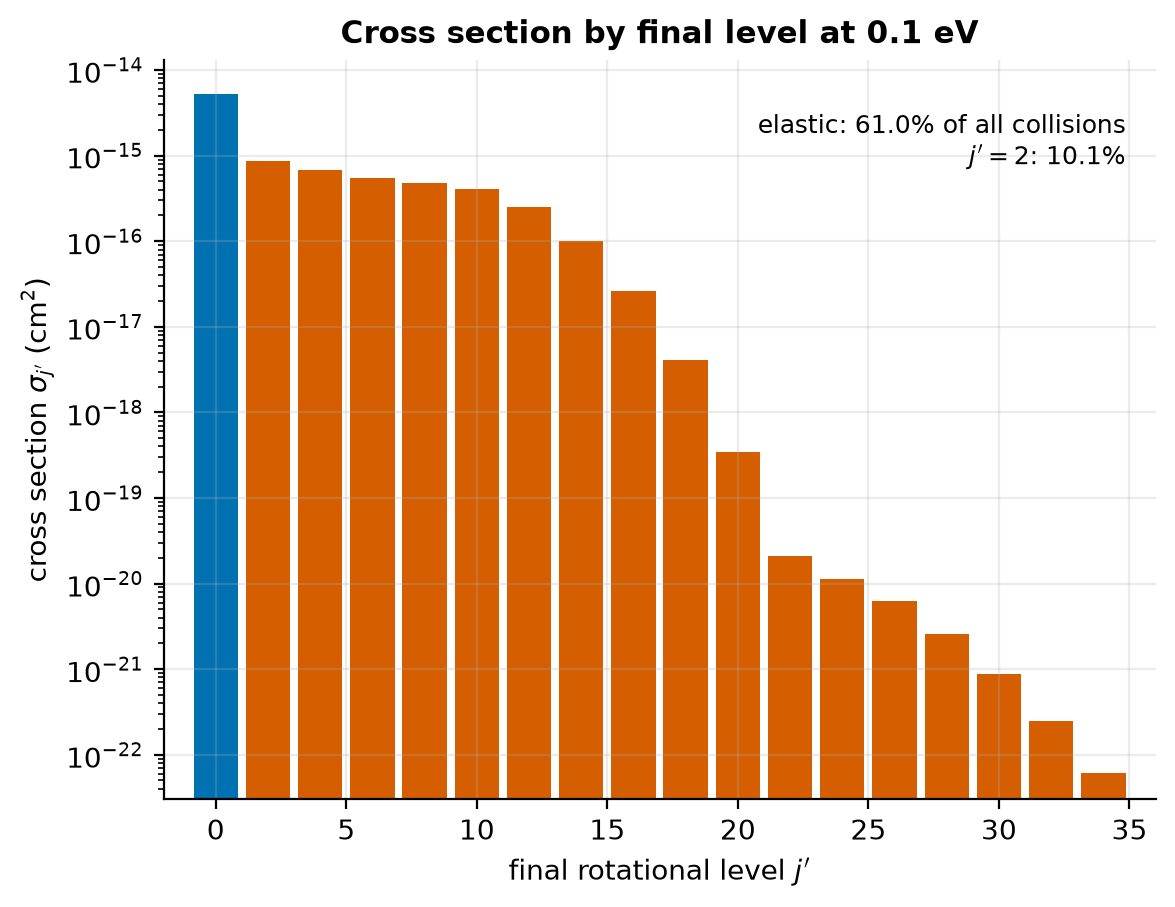 Cross section by final level at 0.1 eV
elastic: 61.0% of all collisions
j′ = 2: 10.1%
cross section σ_{j′} (cm²)
10⁻¹⁴
10⁻¹⁵
10⁻¹⁶
10⁻¹⁷
10⁻¹⁸
10⁻¹⁹
10⁻²⁰
10⁻²¹
10⁻²²
0 5 10 15 20 25 30 35
final rotational level j′